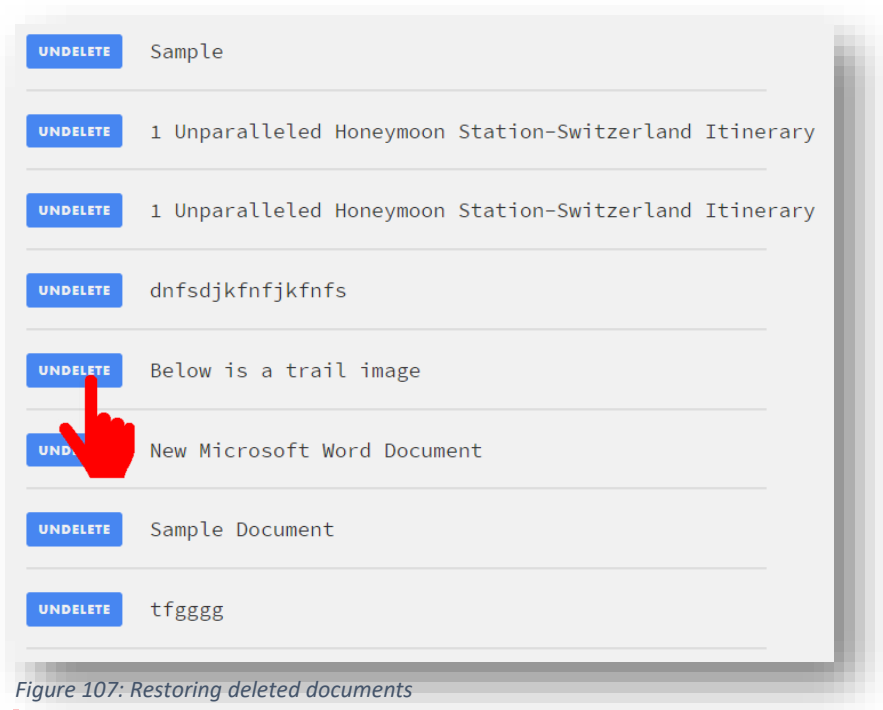 UNDELETE Sample
UNDELETE 1 Unparalleled Honeymoon Station-Switzerland Itinerary
UNDELETE 1 Unparalleled Honeymoon Station-Switzerland Itinerary
UNDELETE dnfsdjkfnfjkfnfs
UNDELETE Below is a trail image
UND New Microsoft Word Document
UNDELETE Sample Document
UNDELETE tfgggg
Figure 107: Restoring deleted documents